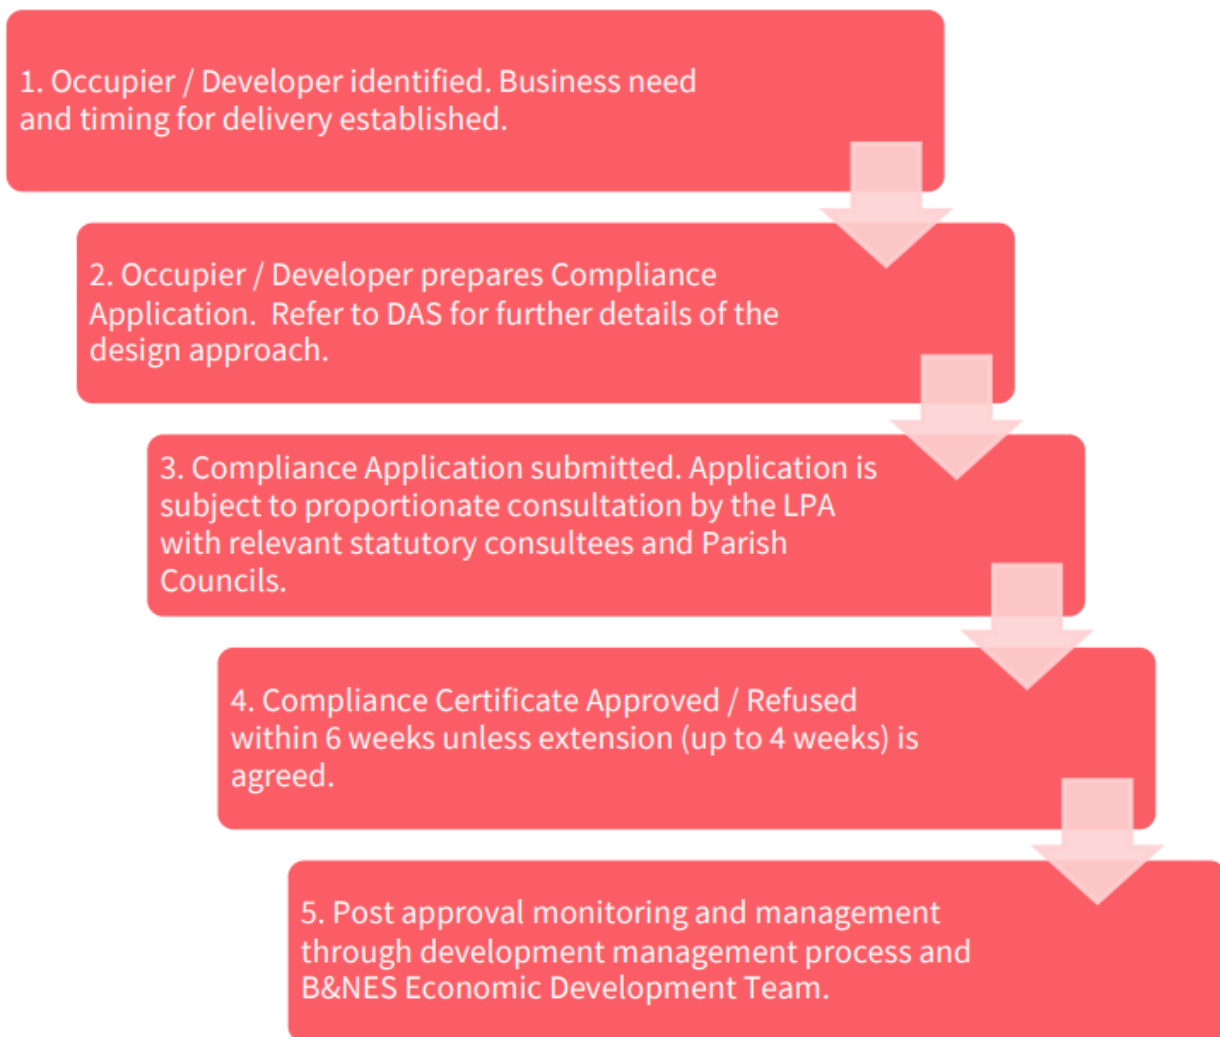 1. Occupier / Developer identified. Business need
and timing for delivery established.
2. Occupier / Developer prepares Compliance
Application.  Refer to DAS for further details of the
design approach.
3. Compliance Application submitted. Application is
subject to proportionate consultation by the LPA
with relevant statutory consultees and Parish
Councils.
4. Compliance Certificate Approved / Refused
within 6 weeks unless extension (up to 4 weeks) is
agreed.
5. Post approval monitoring and management
through development management process and
B&NES Economic Development Team.